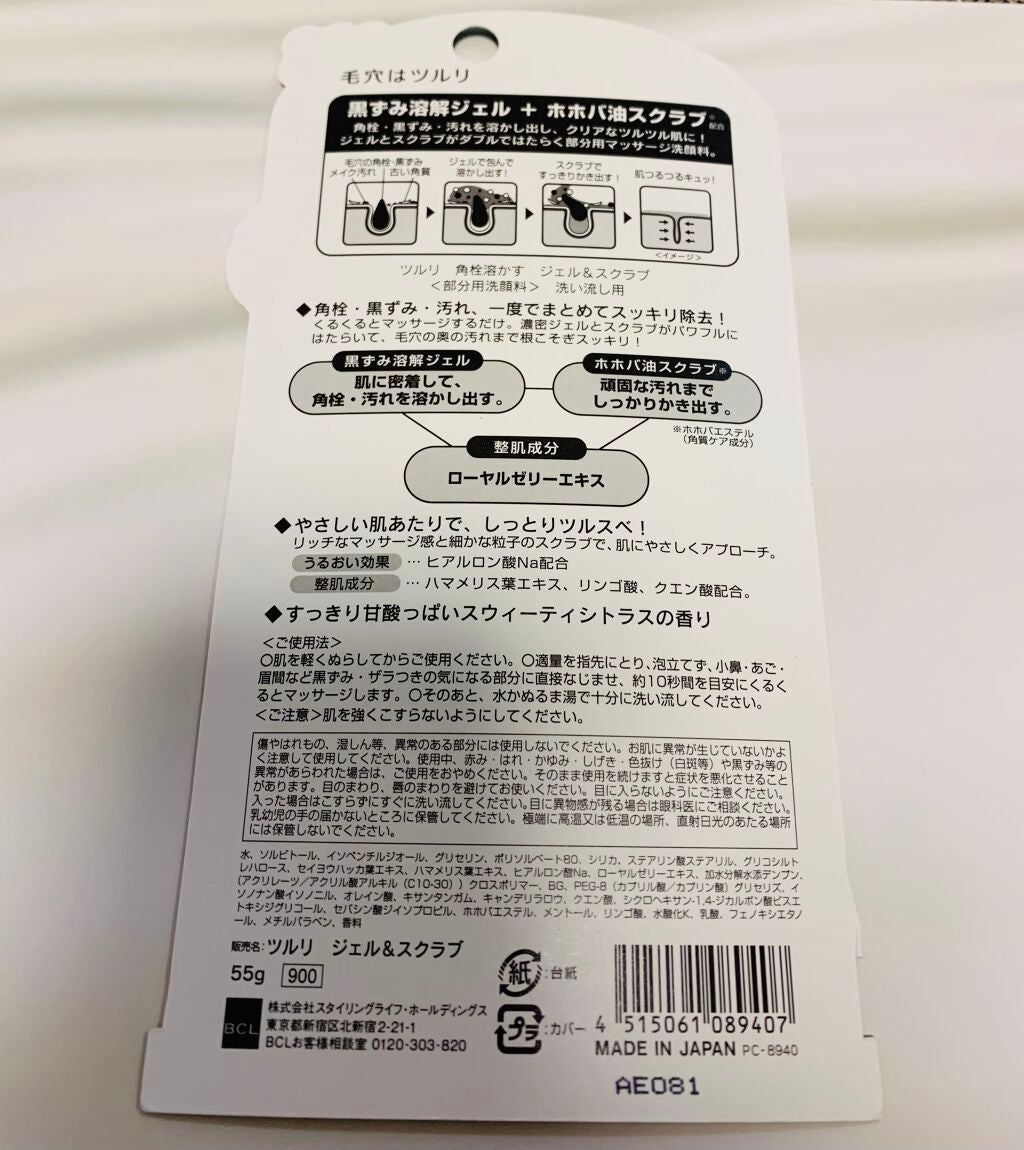 毛穴はツルリ
黒ずみ溶解ジェル + ホホバ油スクラブ※
配合
角栓・黒ずみ・汚れを溶かし出し、クリアなツルツル肌に!
ジェルとスクラブがダブルではたらく部分用マッサージ洗顔料。
毛穴の角栓・黒ずみ
メイク汚れ 古い角質
ジェルで包んで
溶かし出す!
スクラブで
すっきりかき出す!
肌つるつるキュッ!
<イメージ>
ツルリ 角栓溶かす ジェル&スクラブ
<部分用洗顔料> 洗い流し用
◆角栓・黒ずみ・汚れ、一度でまとめてスッキリ除去!
くるくるとマッサージするだけ。濃密ジェルとスクラブがパワフルに
はたらいて、毛穴の奥の汚れまで根こそぎスッキリ!
黒ずみ溶解ジェル
肌に密着して、
角栓・汚れを溶かし出す。
ホホバ油スクラブ※
頑固な汚れまで
しっかりかき出す。
※ホホバエステル
(角質ケア成分)
整肌成分
ローヤルゼリーエキス
◆やさしい肌あたりで、しっとりツルスベ!
リッチなマッサージ感と細かな粒子のスクラブで、肌にやさしくアプローチ。
うるおい効果 … ヒアルロン酸Na配合
整肌成分 … ハマメリス葉エキス、リンゴ酸、クエン酸配合。
◆すっきり甘酸っぱいスウィーティシトラスの香り
<ご使用法>
○肌を軽くぬらしてからご使用ください。○適量を指先にとり、泡立てず、小鼻・あご・
眉間など黒ずみ・ザラつきの気になる部分に直接なじませ、約10秒間を目安にくるく
るとマッサージします。○そのあと、水かぬるま湯で十分に洗い流してください。
<ご注意>肌を強くこすらないようにしてください。
傷やはれもの、湿しん等、異常のある部分には使用しないでください。お肌に異常が生じていないかよ
く注意して使用してください。使用中、赤み・はれ・かゆみ・しげき・色抜け(白斑等)や黒ずみ等の
異常があらわれた場合は、ご使用をおやめください。そのまま使用を続けますと症状を悪化させること
があります。目のまわり、唇のまわりを避けてお使いください。目に入らないようにご注意ください。
入った場合はこすらずにすぐに洗い流してください。目に異物感が残る場合は眼科医にご相談ください。
乳幼児の手の届かないところに保管してください。極端に高温又は低温の場所、直射日光のあたる場所
には保管しないでください。
水、ソルビトール、イソペンチルジオール、グリセリン、ポリソルベート80、シリカ、ステアリン酸ステアリル、グリコシルト
レハロース、セイヨウハッカ葉エキス、ハマメリス葉エキス、ヒアルロン酸Na、ローヤルゼリーエキス、加水分解水添デンプン、
(アクリレーツ/アクリル酸アルキル(C10-30))クロスポリマー、BG、PEG-8(カプリル酸/カプリン酸)グリセリズ、イ
ソノナン酸イソノニル、オレイン酸、キサンタンガム、キャンデリラロウ、クエン酸、シクロヘキサン-1,4-ジカルボン酸ビスエ
トキシジグリコール、セバシン酸ジイソプロピル、ホホバエステル、メントール、リンゴ酸、水酸化K、乳酸、フェノキシエタノ
ール、メチルパラベン、香料
販売名:ツルリ ジェル&スクラブ
55g 900
BCL
株式会社スタイリングライフ・ホールディングス
東京都新宿区北新宿2-21-1
BCLお客様相談室 0120-303-820
紙 :台紙
プラ :カバー
4 515061 089407
MADE IN JAPAN PC-8940
AE081